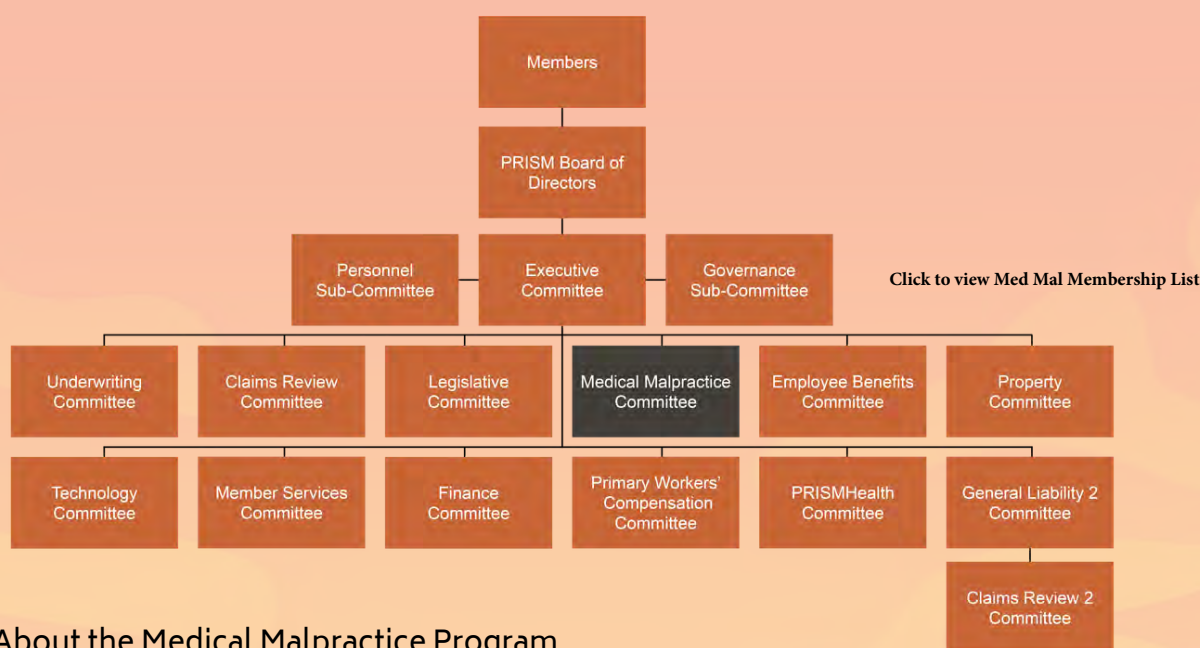 Members
PRISM Board of
Directors
Personnel
Sub-Committee
Executive
Committee
Governance
Sub-Committee
Click to view Med Mal Membership List
Underwriting
Committee
Claims Review
Committee
Legislative
Committee
Medical Malpractice
Committee
Employee Benefits
Committee
Property
Committee
Technology
Committee
Member Services
Committee
Finance
Committee
Primary Workers'
Compensation
Committee
PRISMHealth
Committee
General Liability 2
Committee
Claims Review 2
Committee
About the Medical Malpractice Program